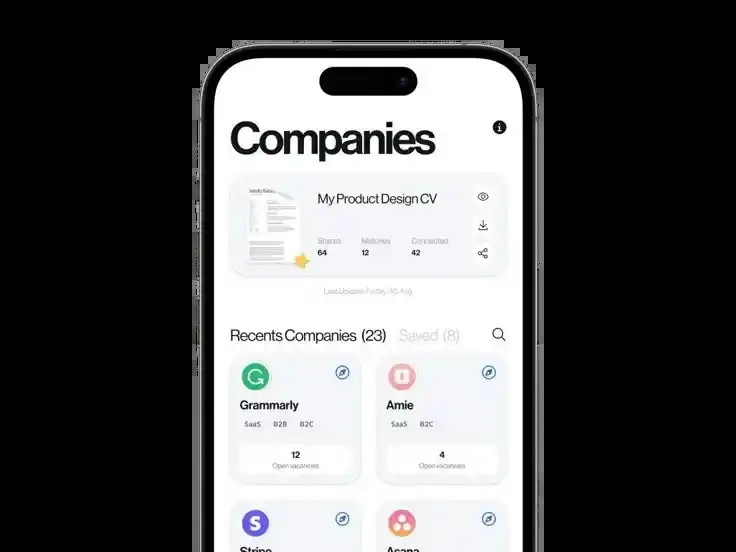 Companies
My Product Design CV
Shares Matches Connected
64 12 42
Last Update: Friday, 30 Aug
Recents Companies (23) Saved (8)
Grammarly Amie
SaaS B2B B2C SaaS B2C
12 4
Open vacancies Open vacancies
Stripe Asana